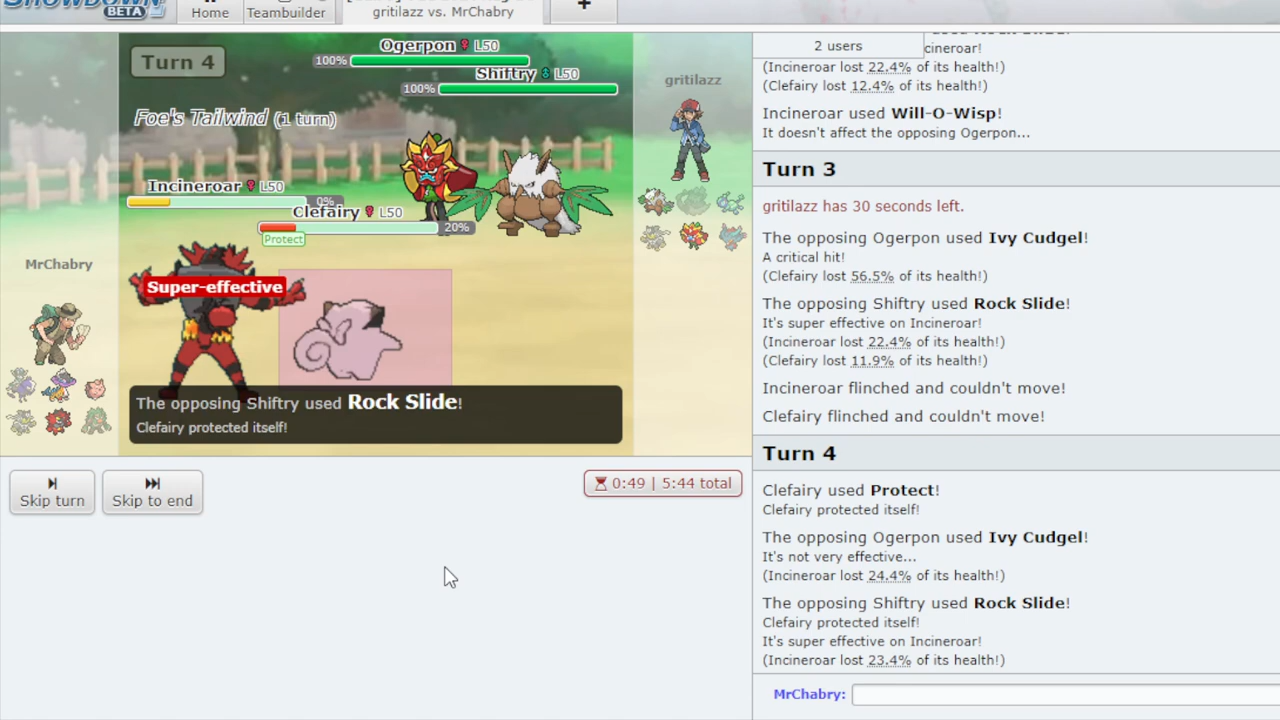 SHOWDOWN
BETA
Home
Teambuilder
gritilazz vs. MrChabry
+
Turn 4
Foe's Tailwind (1 turn)
Ogerpon L50
100%
Shiftry L50
100%
Incineroar L50
0%
Clefairy L50
20%
Protect
Super-effective
The opposing Shiftry used Rock Slide!
Clefairy protected itself!
MrChabry
gritilazz
Skip turn
Skip to end
0:49 | 5:44 total
2 users
cineroar!
(Incineroar lost 22.4% of its health!)
(Clefairy lost 12.4% of its health!)
Incineroar used Will-O-Wisp!
It doesn't affect the opposing Ogerpon...
Turn 3
gritilazz has 30 seconds left.
The opposing Ogerpon used Ivy Cudgel!
A critical hit!
(Clefairy lost 56.5% of its health!)
The opposing Shiftry used Rock Slide!
It's super effective on Incineroar!
(Incineroar lost 22.4% of its health!)
(Clefairy lost 11.9% of its health!)
Incineroar flinched and couldn't move!
Clefairy flinched and couldn't move!
Turn 4
Clefairy used Protect!
Clefairy protected itself!
The opposing Ogerpon used Ivy Cudgel!
It's not very effective...
(Incineroar lost 24.4% of its health!)
The opposing Shiftry used Rock Slide!
Clefairy protected itself!
It's super effective on Incineroar!
(Incineroar lost 23.4% of its health!)
MrChabry: